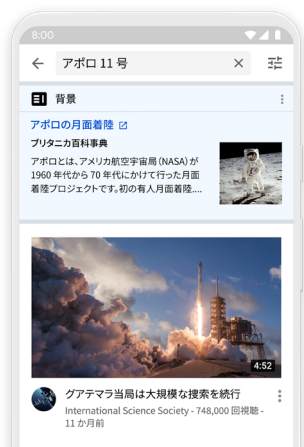 8:00
アポロ 11 号
背景
アポロの月面着陸
ブリタニカ百科事典
アポロとは、アメリカ航空宇宙局（NASA）が
1960 年代から 70 年代にかけて行った月面
着陸プロジェクトです。初の有人月面着陸....
4:52
グアテマラ当局は大規模な捜索を続行
International Science Society - 748,000 回視聴 -
11 か月前